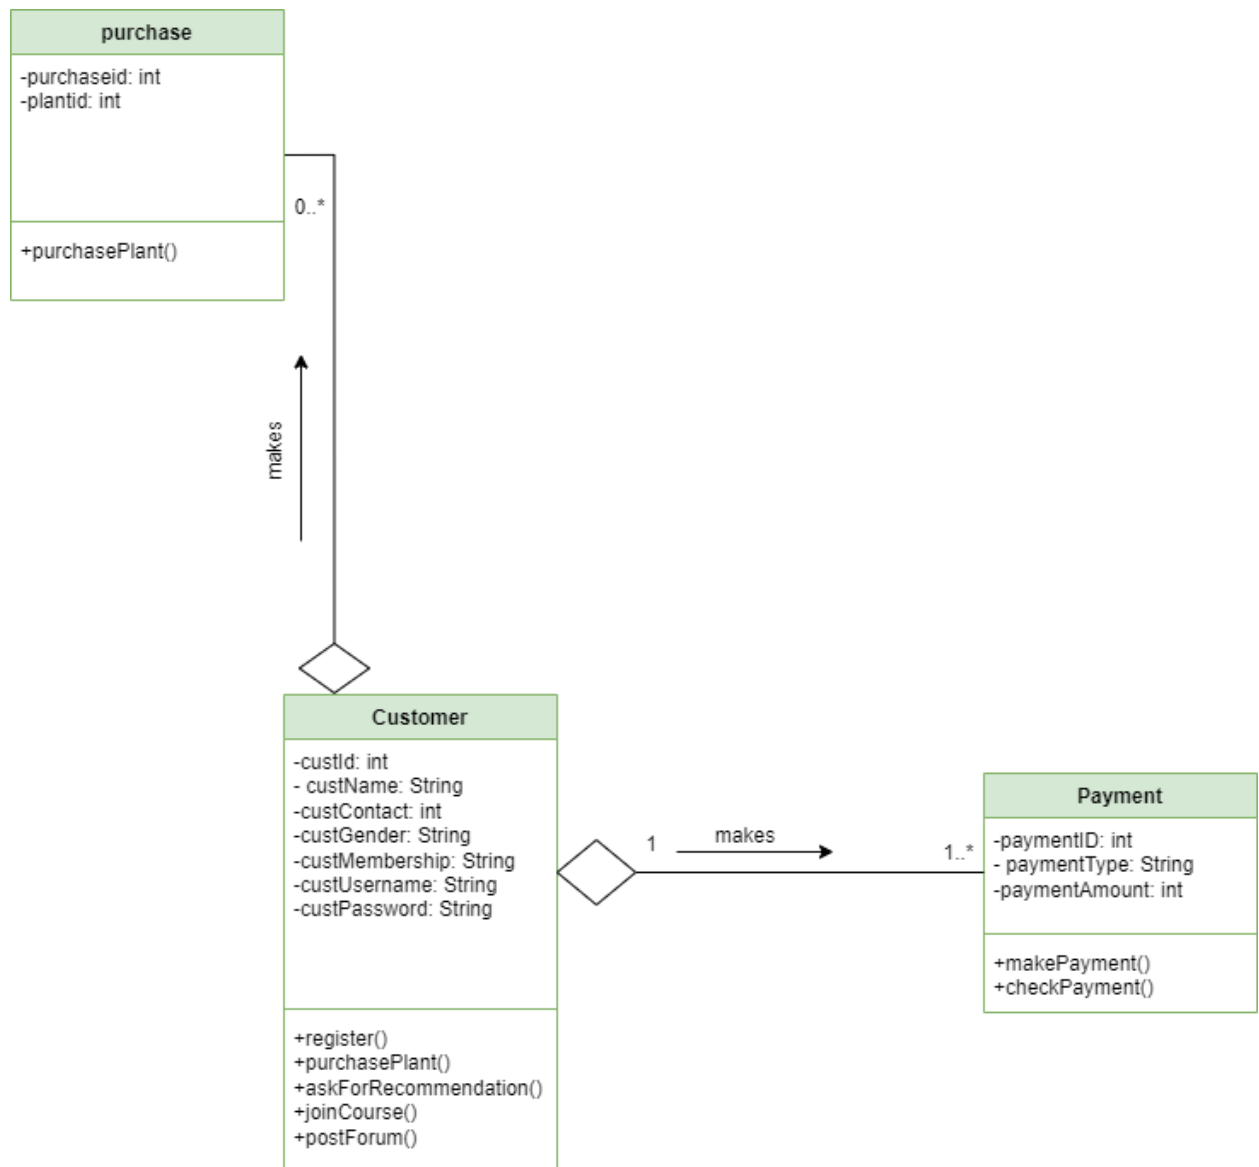 purchase
-purchaseid: int
-plantid: int
+purchasePlant()
0..*
makes
Customer
-custId: int
- custName: String
-custContact: int
-custGender: String
-custMembership: String
-custUsername: String
-custPassword: String
+register()
+purchasePlant()
+askForRecommendation()
+joinCourse()
+postForum()
1
makes
1..*
Payment
-paymentID: int
- paymentType: String
-paymentAmount: int
+makePayment()
+checkPayment()